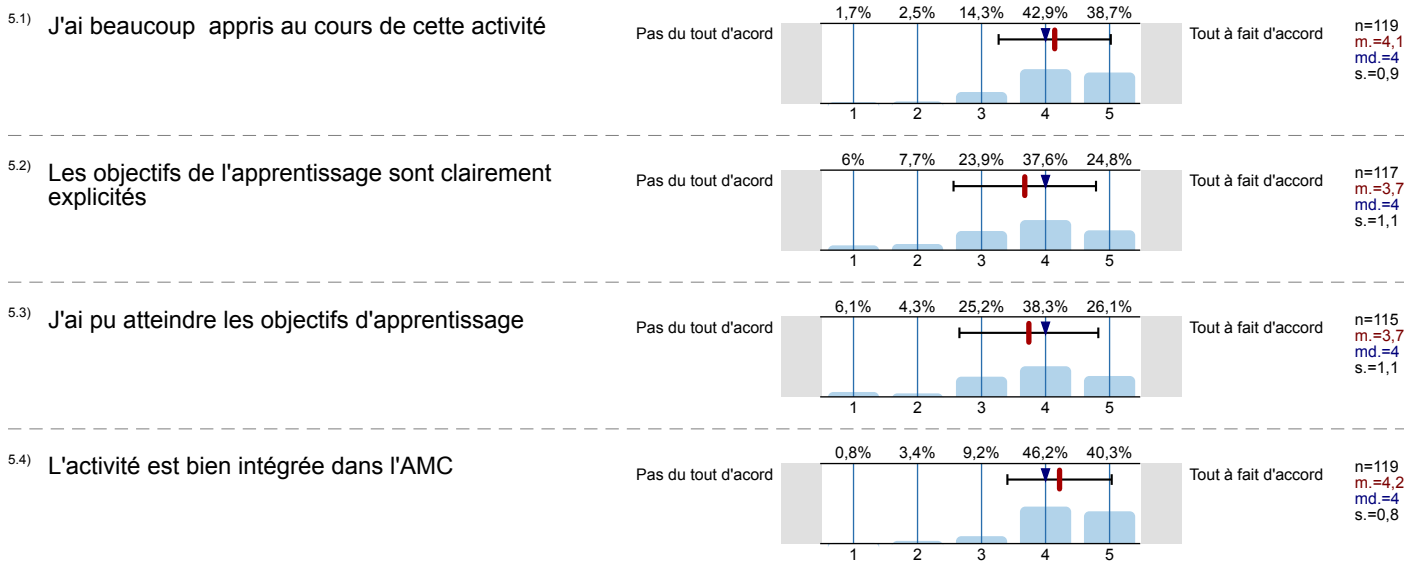 5.1) J'ai beaucoup appris au cours de cette activité
Pas du tout d'acord
1,7% 2,5% 14,3% 42,9% 38,7%
1 2 3 4 5
Tout à fait d'accord
n=119
m.=4,1
md.=4
s.=0,9
5.2) Les objectifs de l'apprentissage sont clairement
explicités
Pas du tout d'acord
6% 7,7% 23,9% 37,6% 24,8%
1 2 3 4 5
Tout à fait d'accord
n=117
m.=3,7
md.=4
s.=1,1
5.3) J'ai pu atteindre les objectifs d'apprentissage
Pas du tout d'acord
6,1% 4,3% 25,2% 38,3% 26,1%
1 2 3 4 5
Tout à fait d'accord
n=115
m.=3,7
md.=4
s.=1,1
5.4) L'activité est bien intégrée dans l'AMC
Pas du tout d'acord
0,8% 3,4% 9,2% 46,2% 40,3%
1 2 3 4 5
Tout à fait d'accord
n=119
m.=4,2
md.=4
s.=0,8